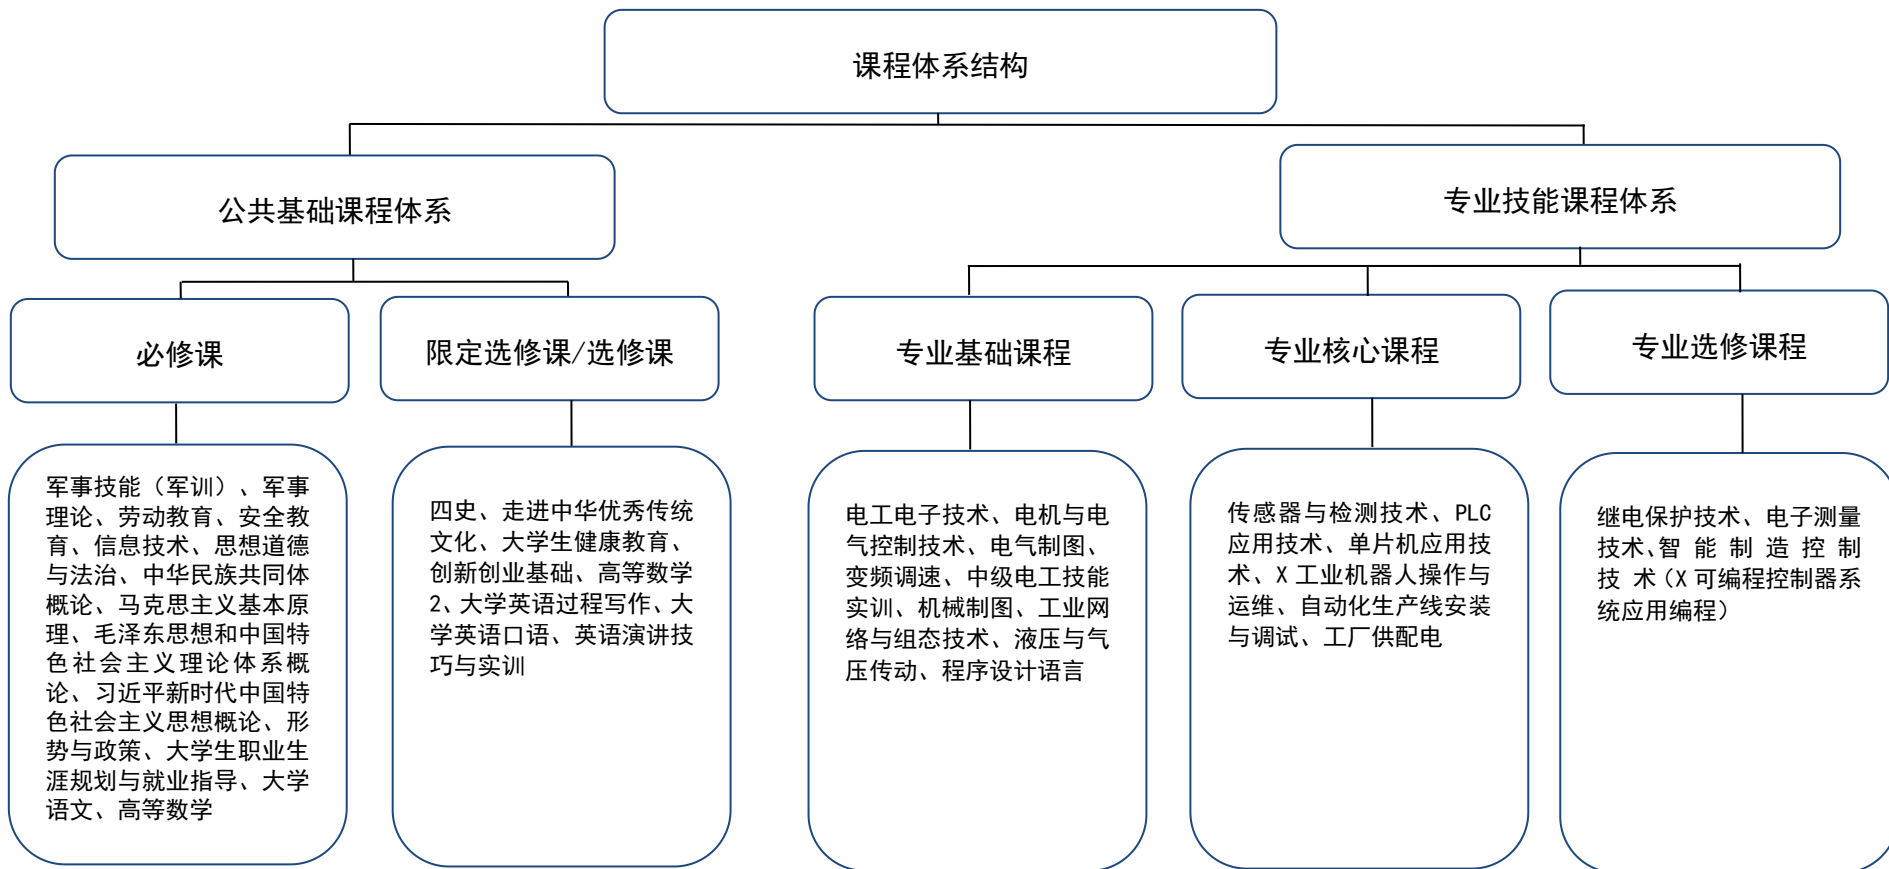 课程体系结构
公共基础课程体系
专业技能课程体系
必修课
限定选修课/选修课
专业基础课程
专业核心课程
专业选修课程
军事技能（军训）、军事
理论、劳动教育、安全教
育、信息技术、思想道德
与法治、中华民族共同体
概论、马克思主义基本原
理、毛泽东思想和中国特
色社会主义理论体系概
论、习近平新时代中国特
色社会主义思想概论、形
势与政策、大学生职业生
涯规划与就业指导、大学
语文、高等数学
四史、走进中华优秀传统
文化、大学生健康教育、
创新创业基础、高等数学
2、大学英语过程写作、大
学英语口语、英语演讲技
巧与实训
电工电子技术、电机与电
气控制技术、电气制图、
变频调速、中级电工技能
实训、机械制图、工业网
络与组态技术、液压与气
压传动、程序设计语言
传感器与检测技术、PLC
应用技术、单片机应用技
术、X 工业机器人操作与
运维、自动化生产线安装
与调试、工厂供配电
继电保护技术、电子测量
技术、智 能 制 造 控 制
技 术（X 可编程控制器系
统应用编程）